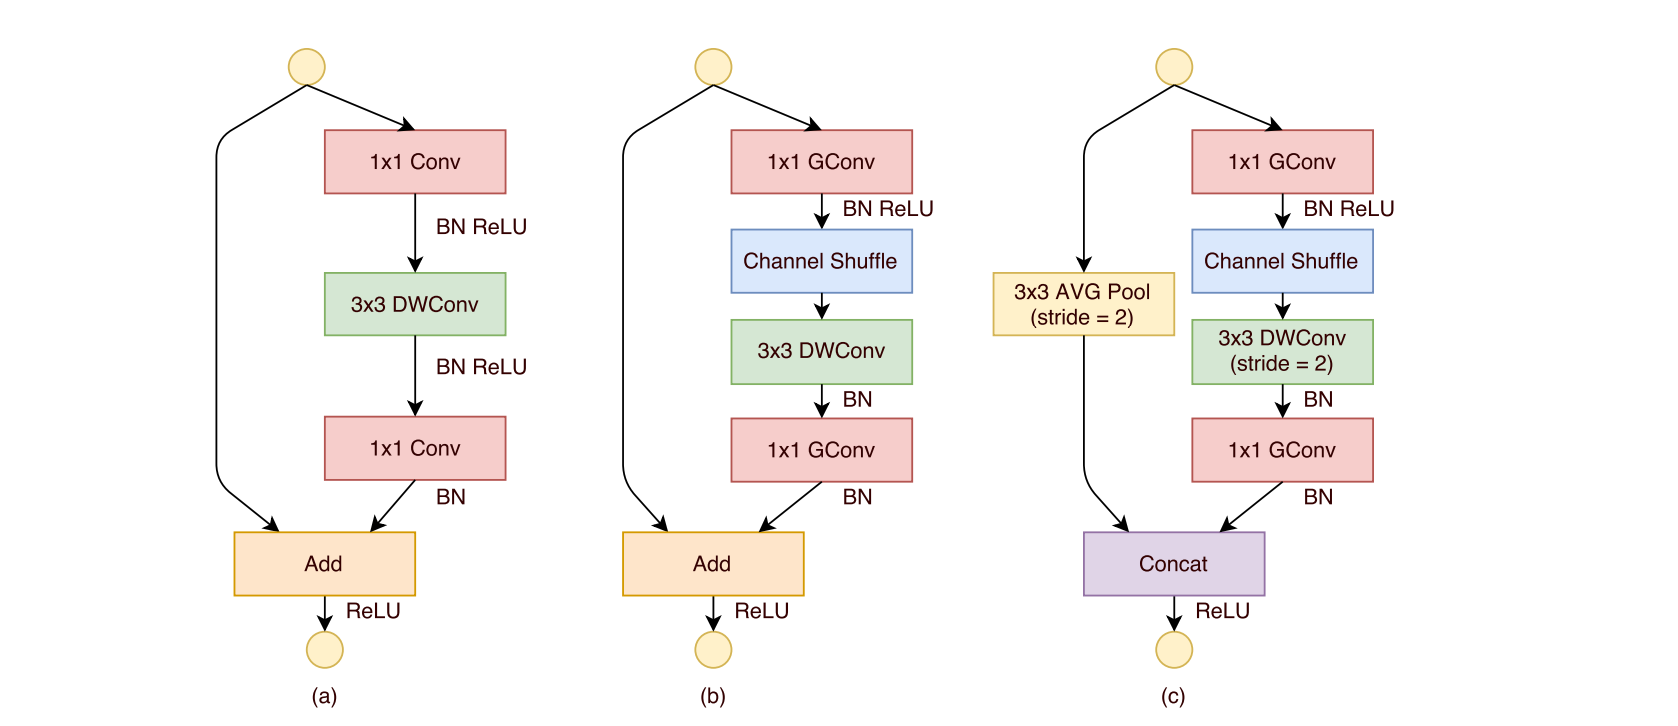 1x1 Conv
BN ReLU
3x3 DWConv
BN ReLU
1x1 Conv
BN
Add
ReLU
(a)
1x1 GConv
BN ReLU
Channel Shuffle
3x3 DWConv
BN
1x1 GConv
BN
Add
ReLU
(b)
1x1 GConv
BN ReLU
Channel Shuffle
3x3 AVG Pool
(stride = 2)
3x3 DWConv
(stride = 2)
BN
1x1 GConv
BN
Concat
ReLU
(c)